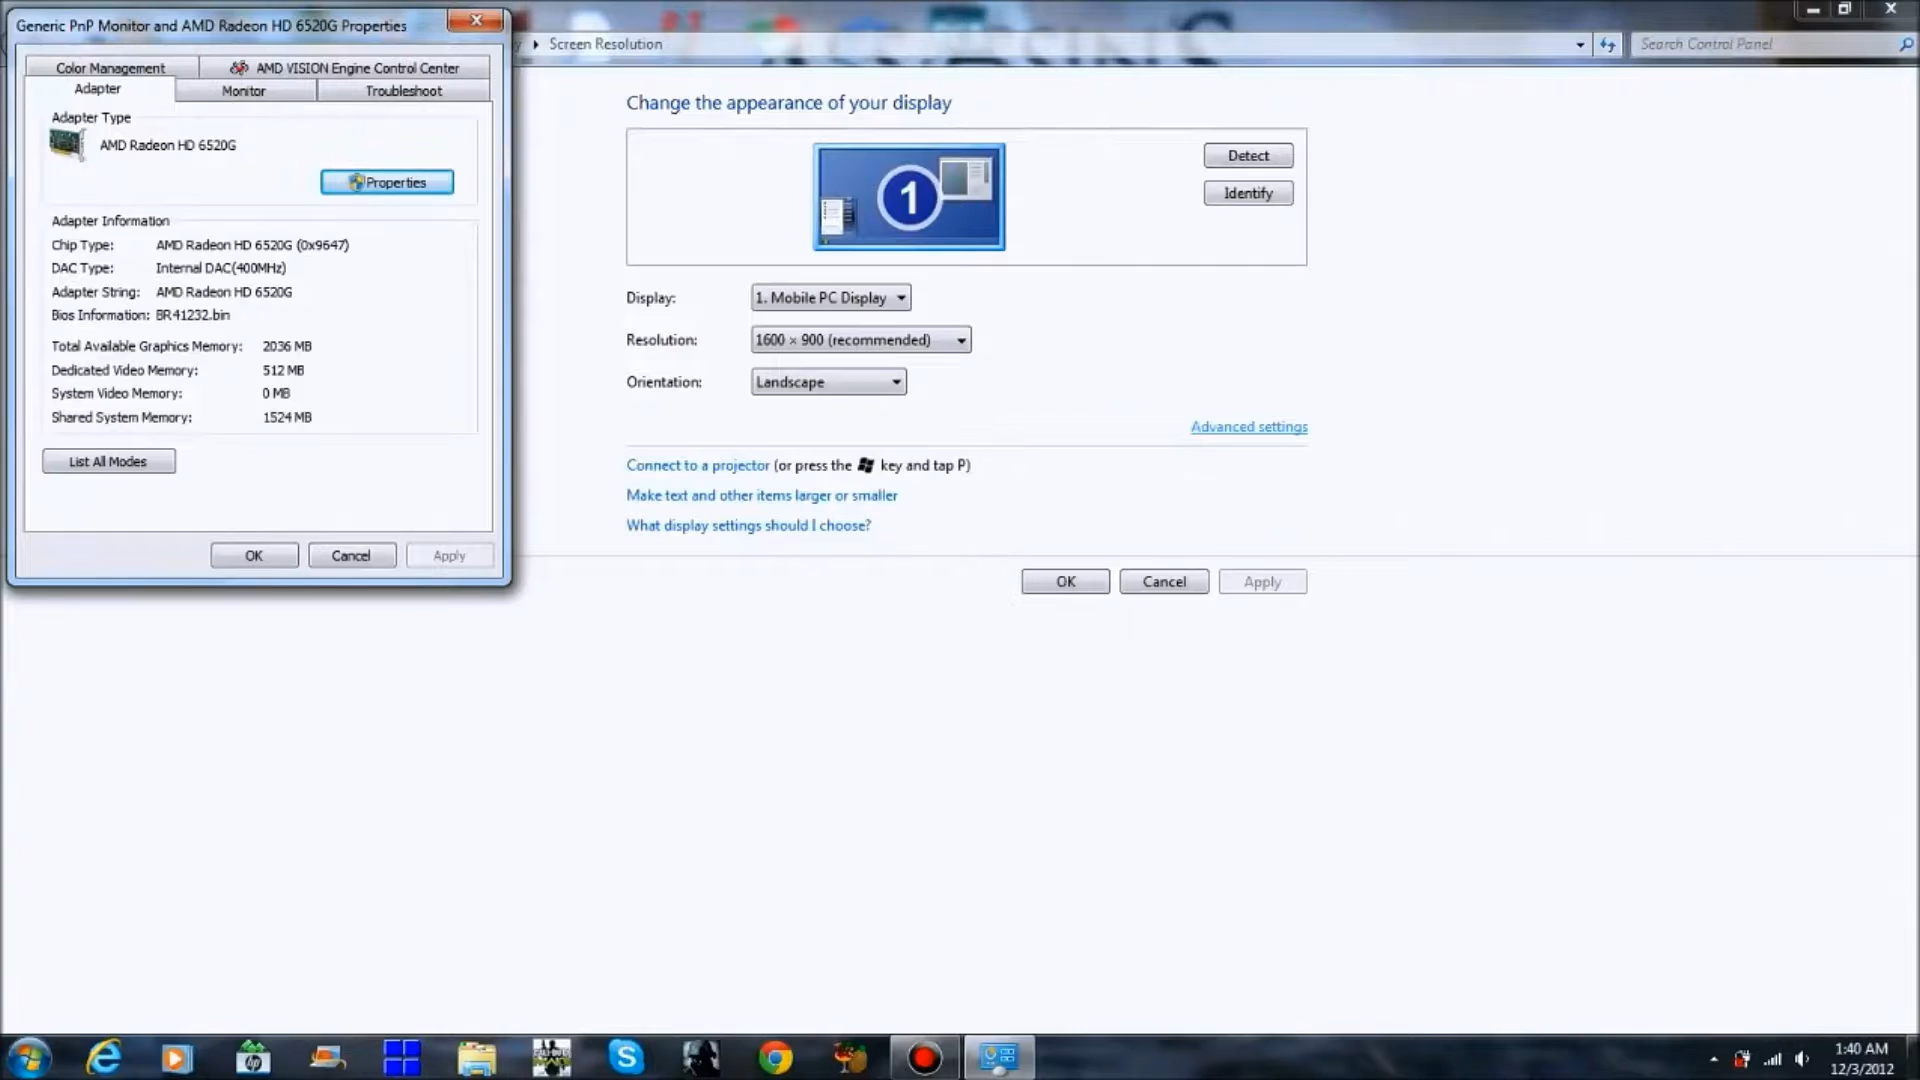 Generic PnP Monitor and AMD Radeon HD 6520G Properties
Color Management
AMD VISION Engine Control Center
Adapter
Monitor
Troubleshoot
Adapter Type
AMD Radeon HD 6520G
Properties
Adapter Information
Chip Type: AMD Radeon HD 6520G (0x9647)
DAC Type: Internal DAC(400MHz)
Adapter String: AMD Radeon HD 6520G
Bios Information: BR41232.bin
Total Available Graphics Memory: 2036 MB
Dedicated Video Memory: 512 MB
System Video Memory: 0 MB
Shared System Memory: 1524 MB
List All Modes
OK
Cancel
Apply
Screen Resolution
Search Control Panel
Change the appearance of your display
1
Detect
Identify
Display: 1. Mobile PC Display
Resolution: 1600 × 900 (recommended)
Orientation: Landscape
Advanced settings
Connect to a projector (or press the key and tap P)
Make text and other items larger or smaller
What display settings should I choose?
OK
Cancel
Apply
hp
1:40 AM
12/3/2012